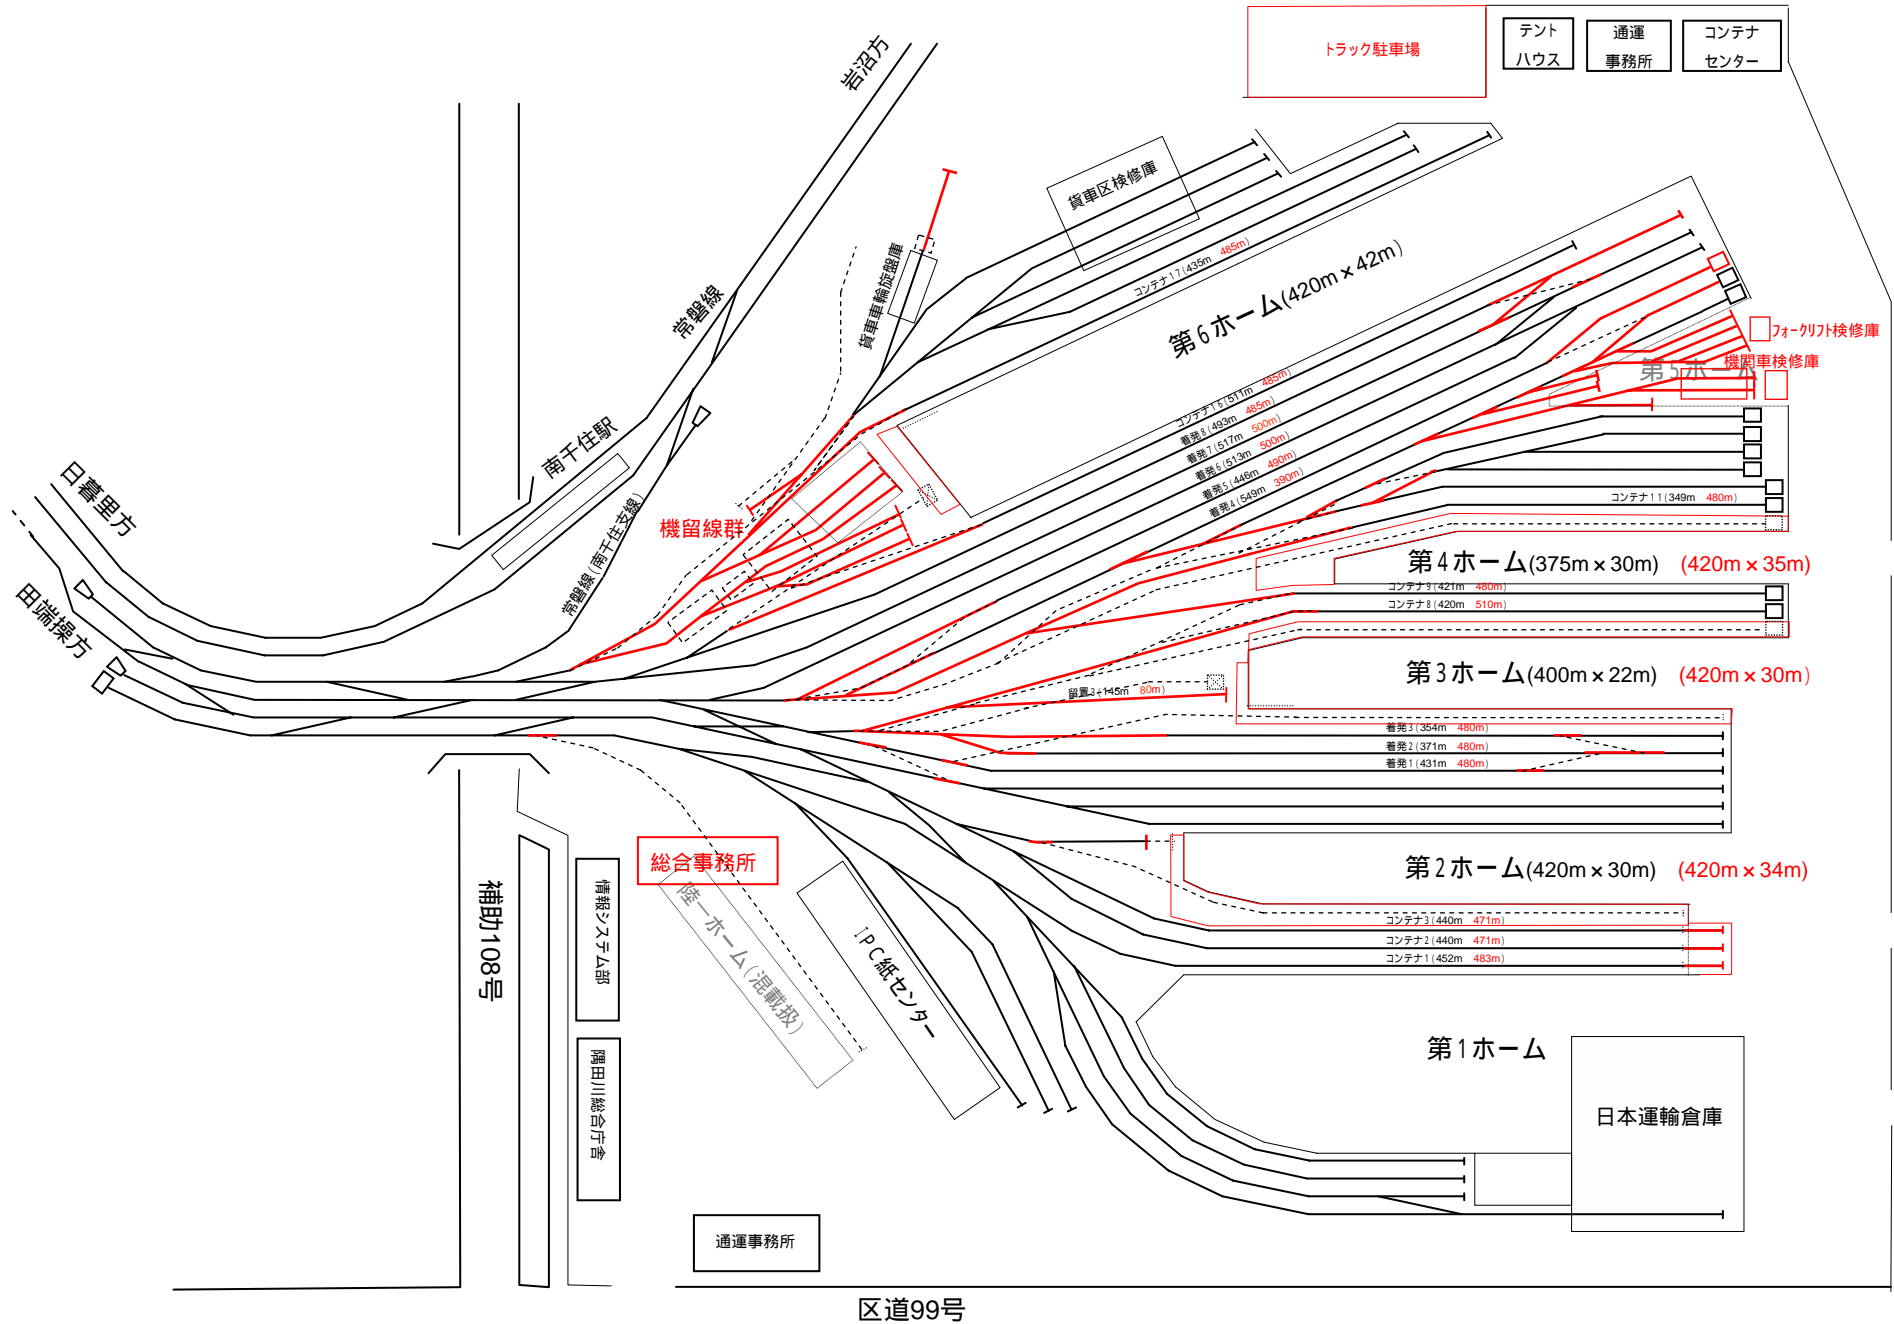 トラック駐車場
テント
ハウス
通運
事務所
コンテナ
センター
岩沼方
貨車区検修庫
貨車車輪旋盤庫
常磐線
コンテナ17(435m 485m)
第6ホーム(420m×42m)
フォークリフト検修庫
機関車検修庫
第5ホーム
コンテナ16(511m 485m)
着発8(493m 485m)
着発7(517m 500m)
着発6(513m 500m)
着発5(446m 490m)
着発4(549m 390m)
南千住駅
日暮里方
機留線群
常磐線(南千住支線)
コンテナ11(349m 480m)
第4ホーム(375m×30m) (420m×35m)
コンテナ9(421m 480m)
コンテナ8(420m 510m)
田端操方
第3ホーム(400m×22m) (420m×30m)
留置3(145m 80m)
着発3(354m 480m)
着発2(371m 480m)
着発1(431m 480m)
総合事務所
第2ホーム(420m×30m) (420m×34m)
陸一ホーム(混載扱)
IPC紙センター
補助108号
情報システム部
コンテナ3(440m 471m)
コンテナ2(440m 471m)
コンテナ1(452m 483m)
第1ホーム
隅田川総合庁舎
日本運輸倉庫
通運事務所
区道99号